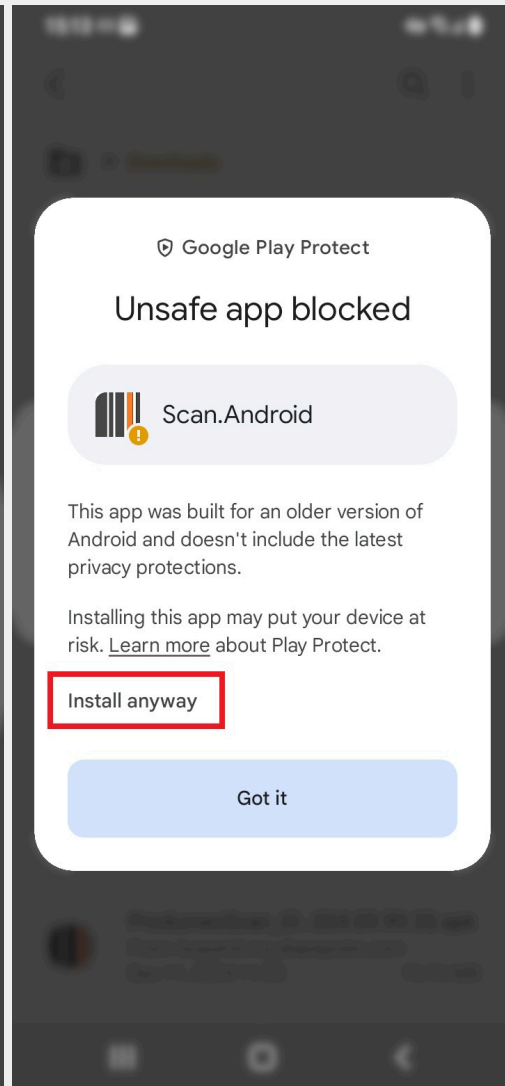 Google Play Protect
Unsafe app blocked
Scan.Android
This app was built for an older version of
Android and doesn't include the latest
privacy protections.
Installing this app may put your device at
risk. Learn more about Play Protect.
Install anyway
Got it